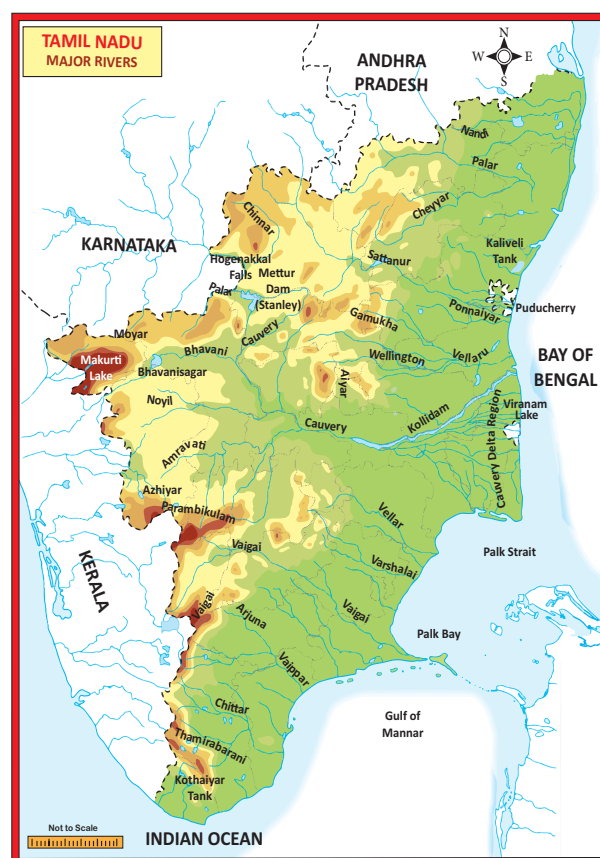 TAMIL NADU
MAJOR RIVERS
N
W E
S
ANDHRA
PRADESH
Nandi
Palar
Cheyyar
Chinnar
KARNATAKA
Kaliveli
Tank
Sattanur
Hogenakkal
Falls
Mettur
Dam
(Stanley)
Palar
Ponnaiyar
Puducherry
Gamukha
Cauvery
Moyar
Bhavani
Wellington
Vellaru
BAY OF
BENGAL
Makurti
Lake
Bhavanisagar
Aiyar
Noyil
Viranam
Lake
Kollidam
Cauvery
Cauvery Delta Region
Amravati
Azhiyar
Parambikulam
Vellar
Vaigai
Palk Strait
Varshalai
KERALA
Vaigai
Arjuna
Vaigai
Palk Bay
Vaippar
Chittar
Gulf of
Mannar
Thamirabarani
Kothaiyar
Tank
Not to Scale
INDIAN OCEAN